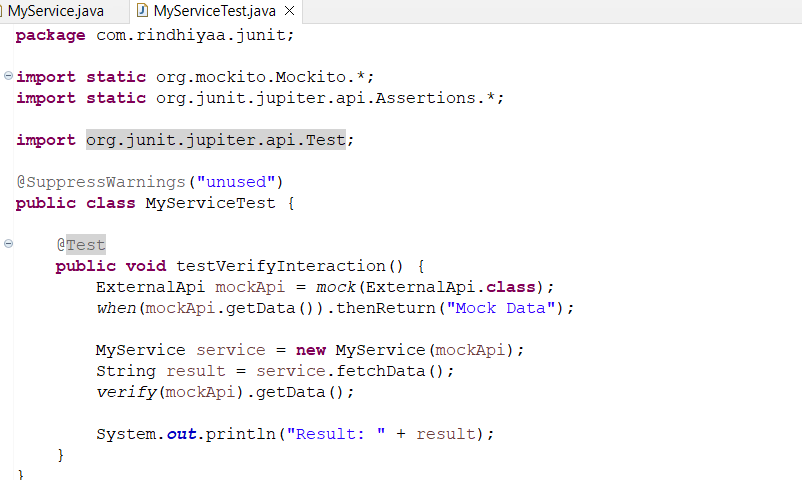 MyService.java MyServiceTest.java
package com.rindhiyaa.junit;
import static org.mockito.Mockito.*;
import static org.junit.jupiter.api.Assertions.*;
import org.junit.jupiter.api.Test;
@SuppressWarnings("unused")
public class MyServiceTest {
@Test
public void testVerifyInteraction() {
ExternalApi mockApi = mock(ExternalApi.class);
when(mockApi.getData()).thenReturn("Mock Data");
MyService service = new MyService(mockApi);
String result = service.fetchData();
verify(mockApi).getData();
System.out.println("Result: " + result);
}
}